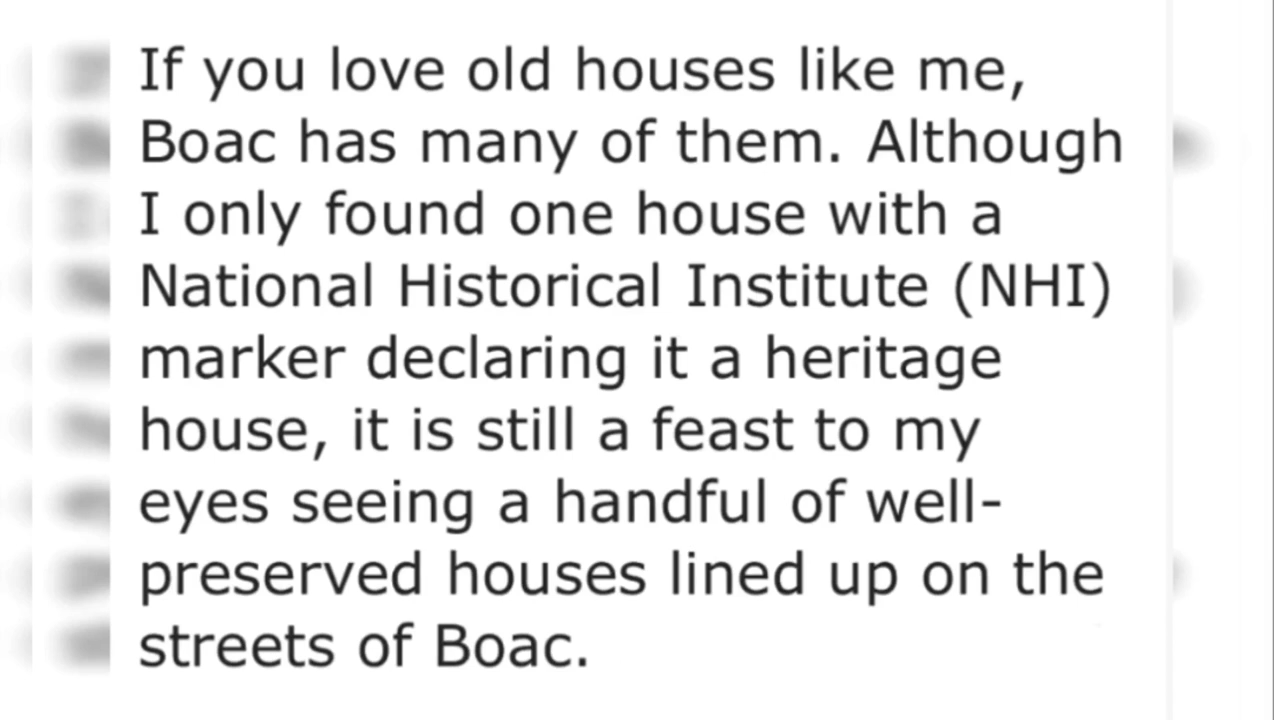 If you love old houses like me,
Boac has many of them. Although
I only found one house with a
National Historical Institute (NHI)
marker declaring it a heritage
house, it is still a feast to my
eyes seeing a handful of well-
preserved houses lined up on the
streets of Boac.